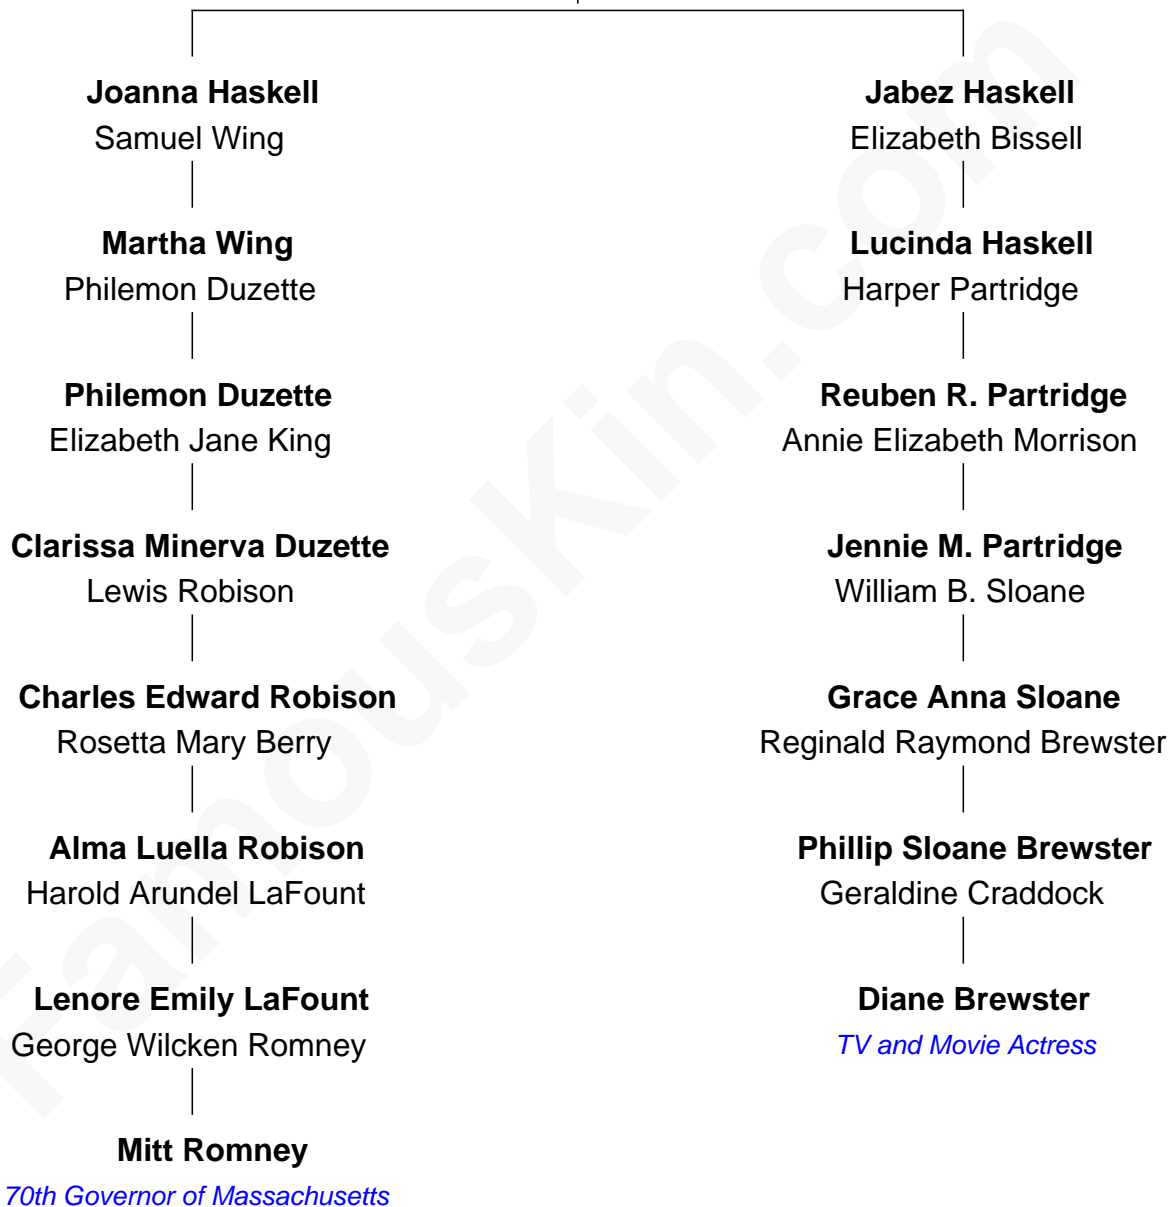 Joanna Haskell
Samuel Wing
Jabez Haskell
Elizabeth Bissell
Martha Wing
Philemon Duzette
Lucinda Haskell
Harper Partridge
Philemon Duzette
Elizabeth Jane King
Reuben R. Partridge
Annie Elizabeth Morrison
Clarissa Minerva Duzette
Lewis Robison
Jennie M. Partridge
William B. Sloane
Charles Edward Robison
Rosetta Mary Berry
Grace Anna Sloane
Reginald Raymond Brewster
Alma Luella Robison
Harold Arundel LaFount
Phillip Sloane Brewster
Geraldine Craddock
Lenore Emily LaFount
George Wilcken Romney
Diane Brewster
TV and Movie Actress
Mitt Romney
70th Governor of Massachusetts
FamousKin.com